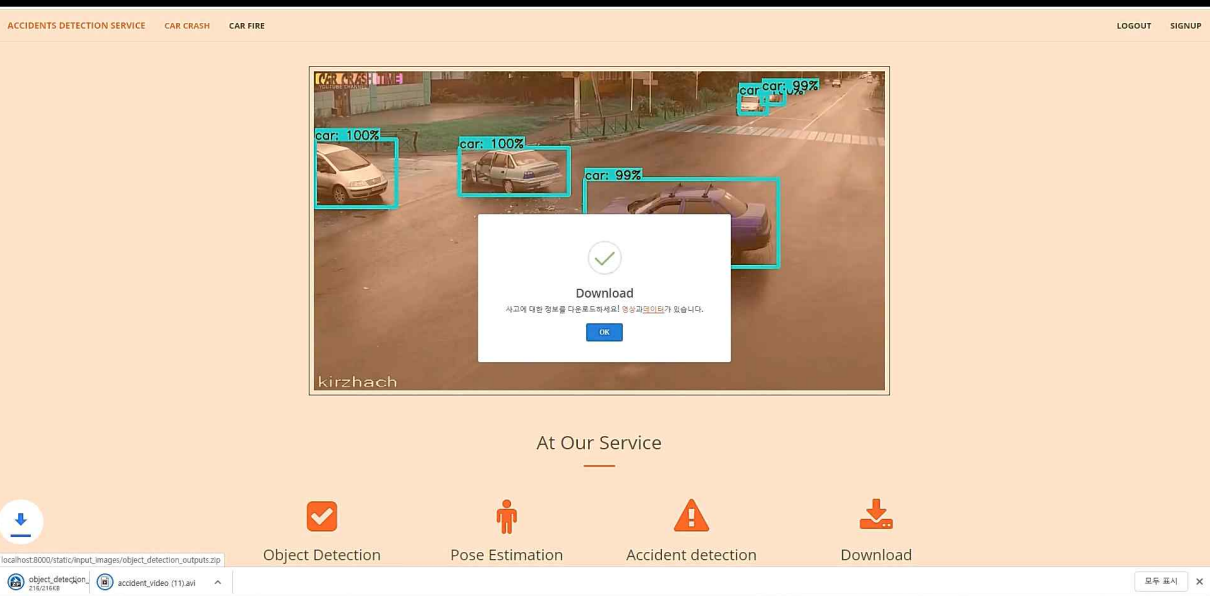 ACCIDENTS DETECTION SERVICE CAR CRASH CAR FIRE LOGOUT SIGNUP
CAR CRASH TIME
YOUTUBE CHANNEL
car: 99%
car: 100%
car: 100%
car: 99%
kirzhach
Download
사고에 대한 정보를 다운로드하세요! 영상과데이터가 있습니다.
OK
At Our Service
Object Detection Pose Estimation Accident detection Download
localhost:8000/static/input_images/object_detection_outputs.zip
object_detection_
216/216KB
accident_video (11).avi
모두 표시